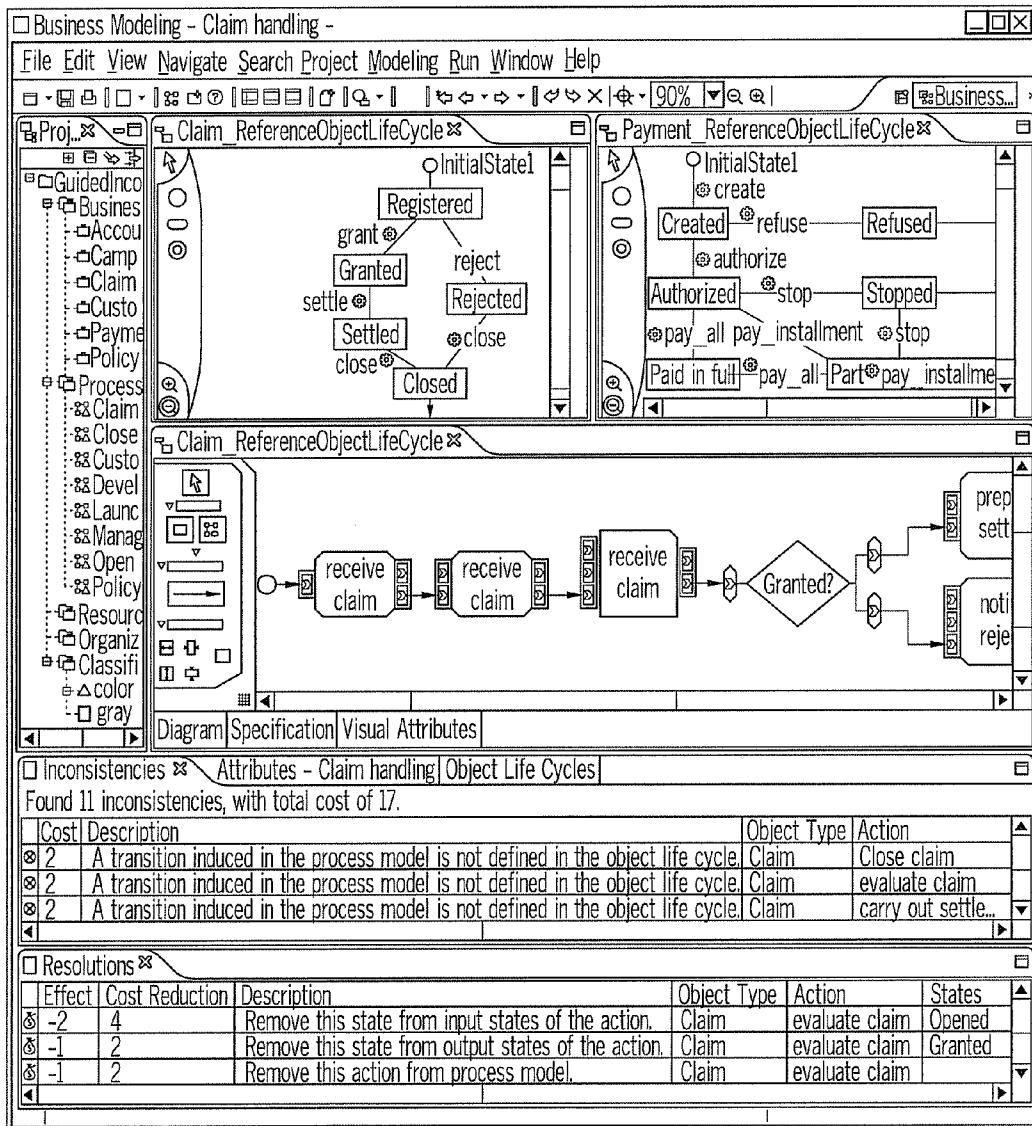 Business Modeling - Claim handling -
File Edit View Navigate Search Project Modeling Run Window Help
90%
Business...
Proj...
GuidedInco
Busines
Accou
Camp
Claim
Custo
Payme
Policy
Process
Claim
Close
Custo
Devel
Launc
Manag
Open
Policy
Resourc
Organiz
Classifi
color
gray
Claim_ReferenceObjectLifeCycle
InitialState1
Registered
grant
reject
Granted
settle
Rejected
Settled
close
close
Closed
Payment_ReferenceObjectLifeCycle
InitialState1
create
Created
refuse
Refused
authorize
Authorized
stop
Stopped
pay_all
pay_installment
stop
Paid in full
pay_all
Part
pay_installme
Claim_ReferenceObjectLifeCycle
receive
claim
receive
claim
receive
claim
Granted?
prep
sett
noti
reje
Diagram Specification Visual Attributes
Inconsistencies Attributes - Claim handling Object Life Cycles
Found 11 inconsistencies, with total cost of 17.
Cost Description Object Type Action
2 A transition induced in the process model is not defined in the object life cycle. Claim Close claim
2 A transition induced in the process model is not defined in the object life cycle. Claim evaluate claim
2 A transition induced in the process model is not defined in the object life cycle. Claim carry out settle...
Resolutions
Effect Cost Reduction Description Object Type Action States
-2 4 Remove this state from input states of the action. Claim evaluate claim Opened
-1 2 Remove this state from output states of the action. Claim evaluate claim Granted
-1 2 Remove this action from process model. Claim evaluate claim